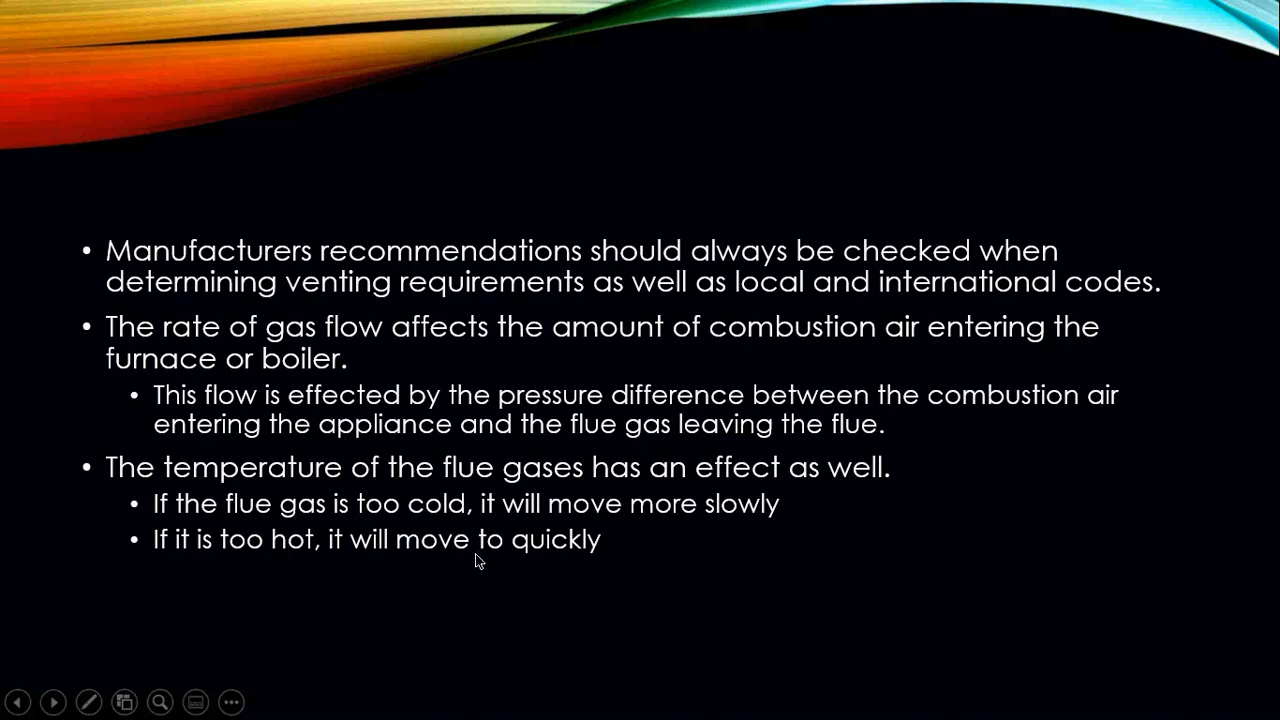 • Manufacturers recommendations should always be checked when
determining venting requirements as well as local and international codes.
• The rate of gas flow affects the amount of combustion air entering the
furnace or boiler.
• This flow is effected by the pressure difference between the combustion air
entering the appliance and the flue gas leaving the flue.
• The temperature of the flue gases has an effect as well.
• If the flue gas is too cold, it will move more slowly
• If it is too hot, it will move to quickly